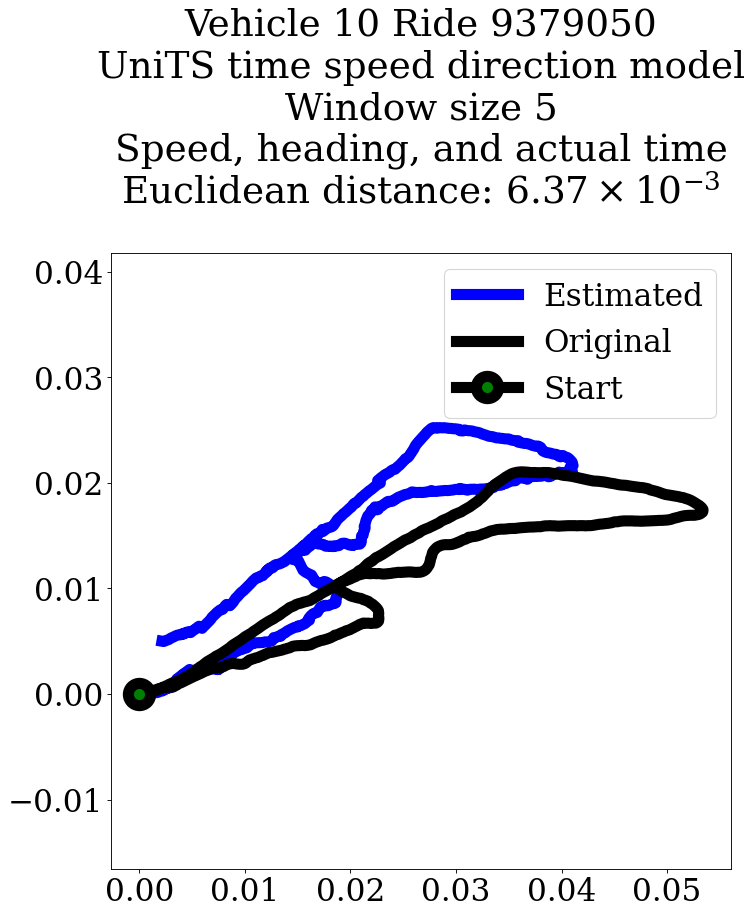 Vehicle 10 Ride 9379050
UniTS time speed direction model
Window size 5
Speed, heading, and actual time
Euclidean distance: 6.37 × 10⁻³
Estimated
Original
Start
0.04
0.03
0.02
0.01
0.00
−0.01
0.00 0.01 0.02 0.03 0.04 0.05